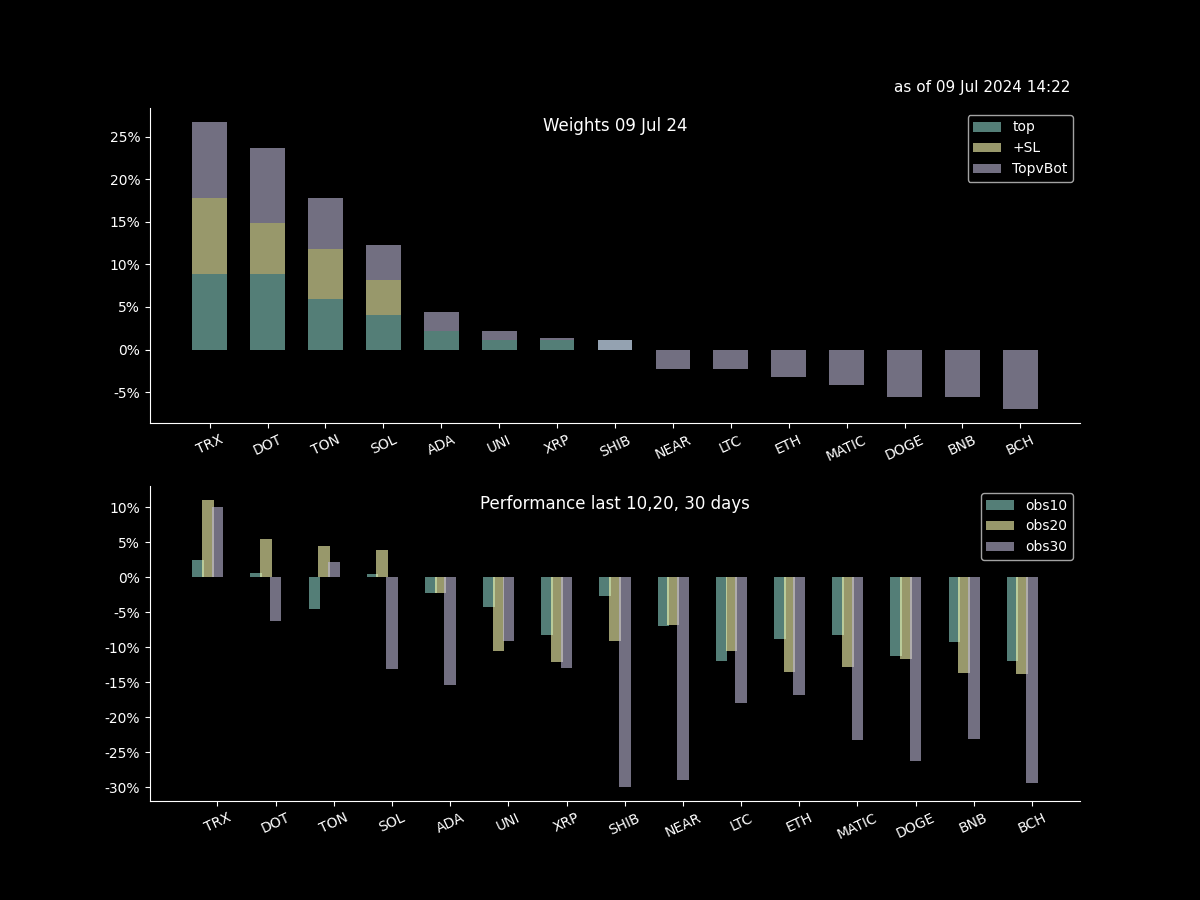 as of 09 Jul 2024 14:22
Weights 09 Jul 24
top
+SL
TopvBot
25%
20%
15%
10%
5%
0%
-5%
TRX DOT TON SOL ADA UNI XRP SHIB NEAR LTC ETH MATIC DOGE BNB BCH
Performance last 10,20, 30 days
obs10
obs20
obs30
10%
5%
0%
-5%
-10%
-15%
-20%
-25%
-30%
TRX DOT TON SOL ADA UNI XRP SHIB NEAR LTC ETH MATIC DOGE BNB BCH